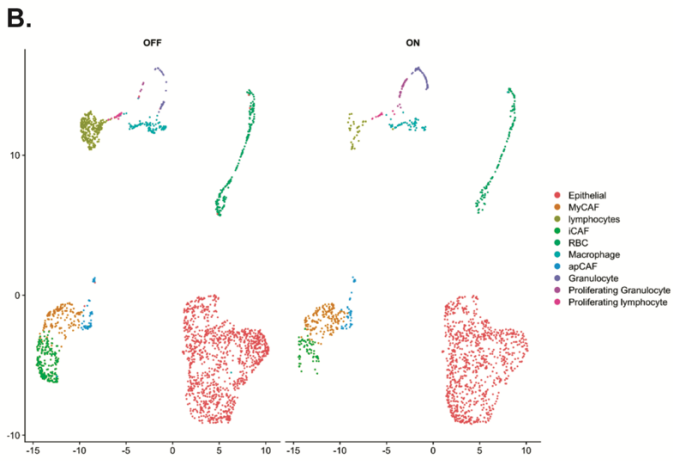 B.
OFF
ON
10
0
-10
-15
-10
-5
0
5
10
-15
-10
-5
0
5
10
Epithelial
MyCAF
lymphocytes
iCAF
RBC
Macrophage
apCAF
Granulocyte
Proliferating Granulocyte
Proliferating lymphocyte